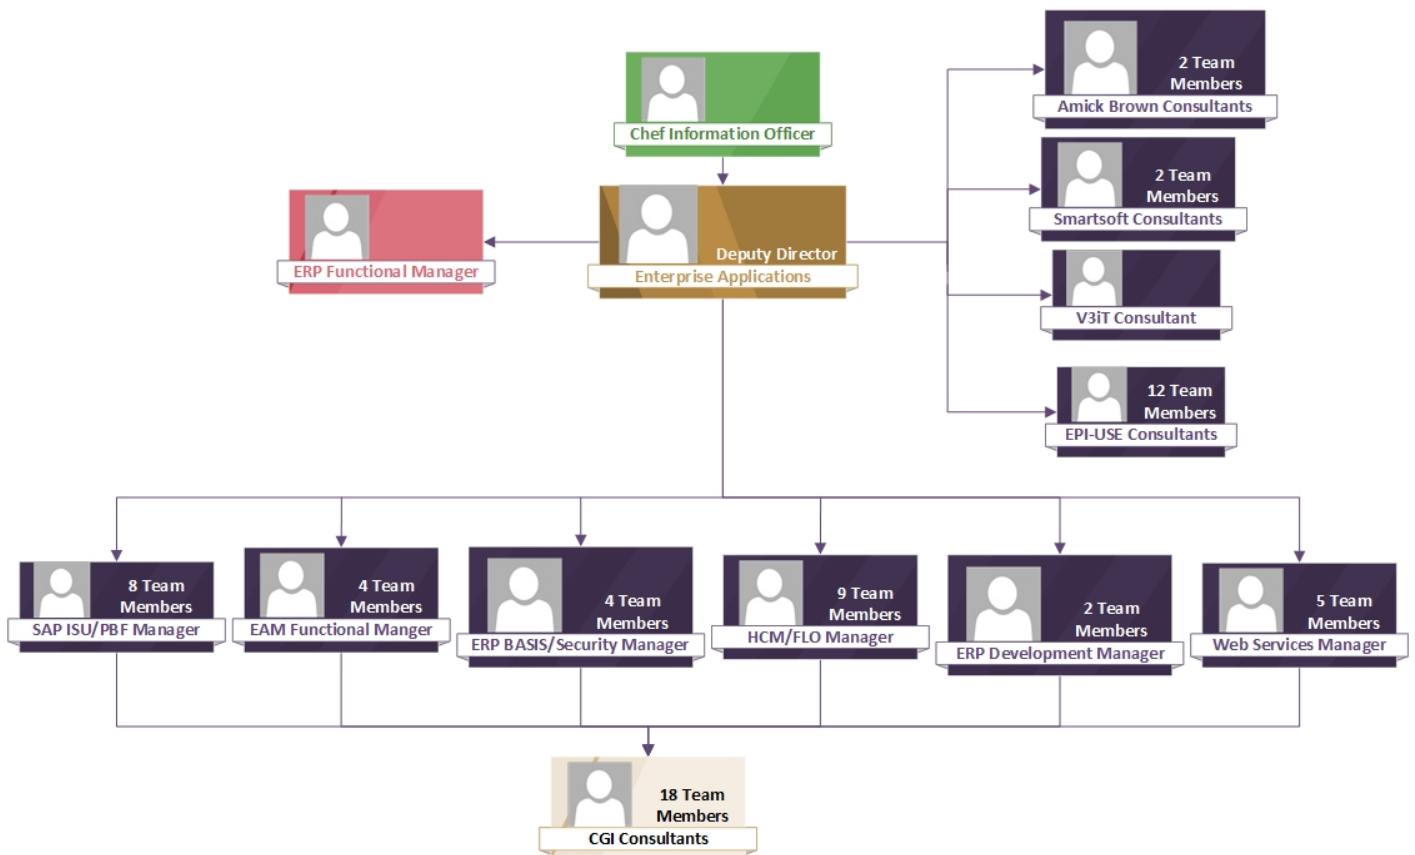 Chef Information Officer
Deputy Director
Enterprise Applications
ERP Functional Manager
2 Team
Members
Amick Brown Consultants
2 Team
Members
Smartsoft Consultants
V3iT Consultant
12 Team
Members
EPI-USE Consultants
8 Team
Members
SAP ISU/PBF Manager
4 Team
Members
EAM Functional Manger
4 Team
Members
ERP BASIS/Security Manager
9 Team
Members
HCM/FLO Manager
2 Team
Members
ERP Development Manager
5 Team
Members
Web Services Manager
18 Team
Members
CGI Consultants